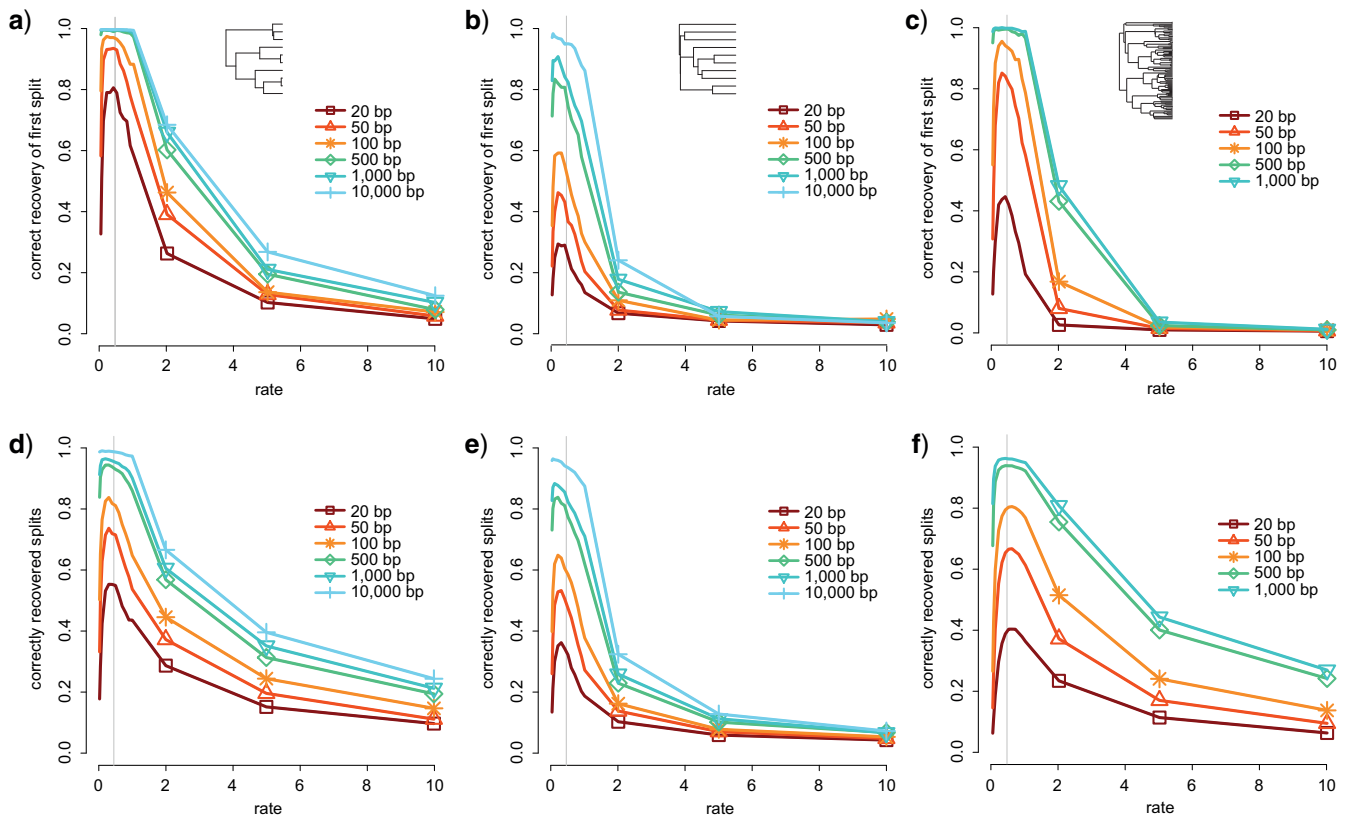 a)
correct recovery of first split
1.0
0.8
0.6
0.4
0.2
0.0
20 bp
50 bp
100 bp
500 bp
1,000 bp
10,000 bp
0 2 4 6 8 10
rate
b)
correct recovery of first split
1.0
0.8
0.6
0.4
0.2
0.0
20 bp
50 bp
100 bp
500 bp
1,000 bp
10,000 bp
0 2 4 6 8 10
rate
c)
correct recovery of first split
1.0
0.8
0.6
0.4
0.2
0.0
20 bp
50 bp
100 bp
500 bp
1,000 bp
0 2 4 6 8 10
rate
d)
correctly recovered splits
1.0
0.8
0.6
0.4
0.2
0.0
20 bp
50 bp
100 bp
500 bp
1,000 bp
10,000 bp
0 2 4 6 8 10
rate
e)
correctly recovered splits
1.0
0.8
0.6
0.4
0.2
0.0
20 bp
50 bp
100 bp
500 bp
1,000 bp
10,000 bp
0 2 4 6 8 10
rate
f)
correctly recovered splits
1.0
0.8
0.6
0.4
0.2
0.0
20 bp
50 bp
100 bp
500 bp
1,000 bp
0 2 4 6 8 10
rate